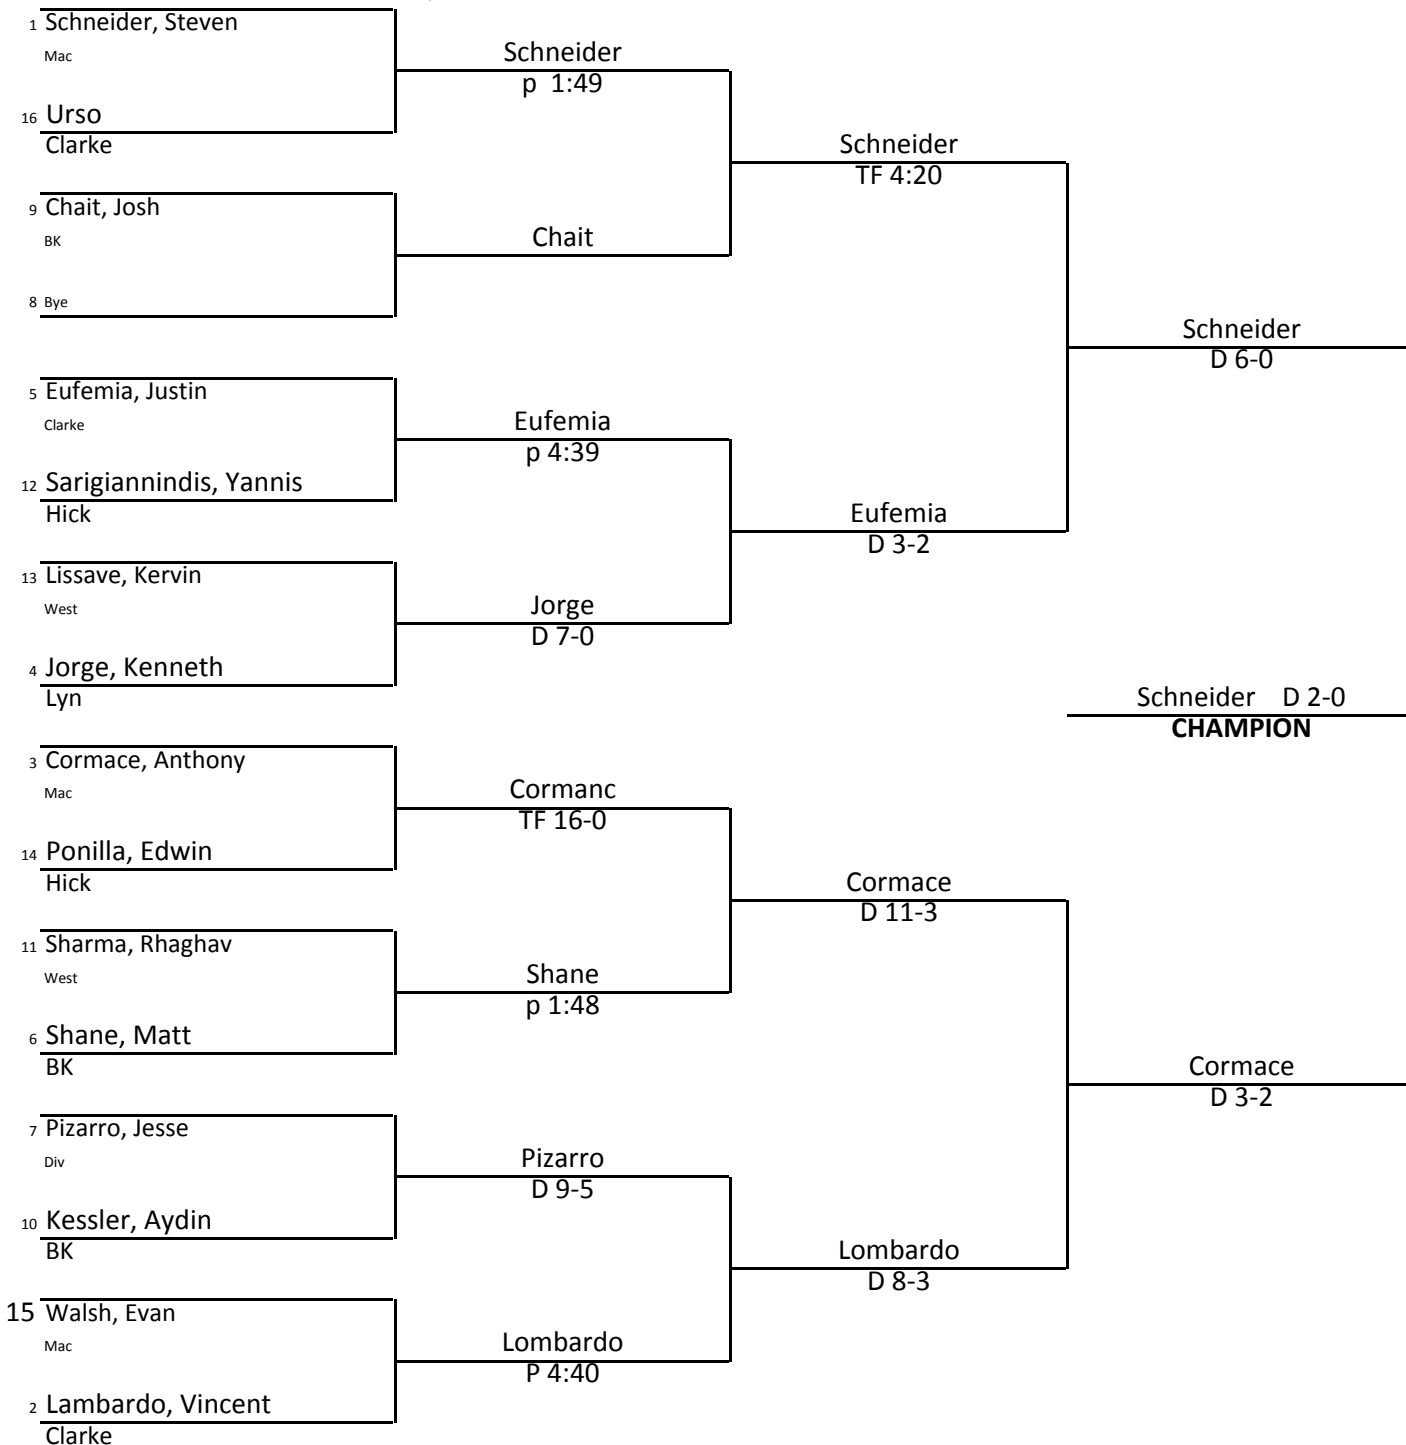 1 Schneider, Steven
Mac
Schneider
p 1:49
16 Urso
Clarke
Schneider
TF 4:20
9 Chait, Josh
BK
Chait
8 Bye
Schneider
D 6-0
5 Eufemia, Justin
Clarke
Eufemia
p 4:39
12 Sarigiannindis, Yannis
Hick
Eufemia
D 3-2
13 Lissave, Kervin
West
Jorge
D 7-0
4 Jorge, Kenneth
Lyn
Schneider D 2-0
CHAMPION
3 Cormace, Anthony
Mac
Cormanc
TF 16-0
14 Ponilla, Edwin
Hick
Cormace
D 11-3
11 Sharma, Rhaghav
West
Shane
p 1:48
6 Shane, Matt
BK
Cormace
D 3-2
7 Pizarro, Jesse
Div
Pizarro
D 9-5
10 Kessler, Aydin
BK
Lombardo
D 8-3
15 Walsh, Evan
Mac
Lombardo
P 4:40
2 Lambardo, Vincent
Clarke